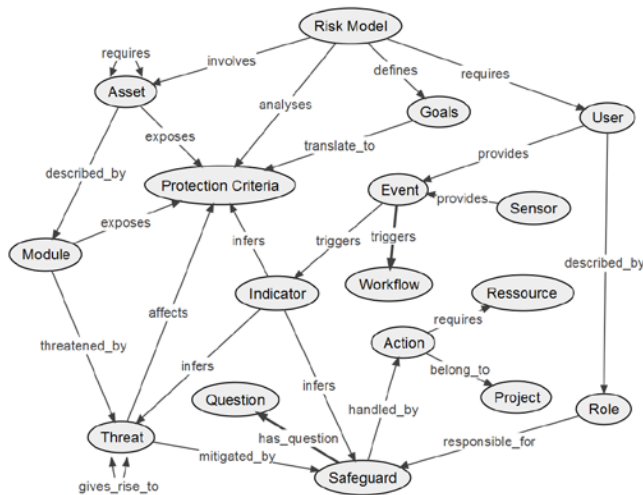 Risk Model
requires
involves
defines
requires
Asset
analyses
Goals
User
exposes
translate_to
provides
described_by
Protection Criteria
Event
provides
Sensor
exposes
infers
triggers
triggers
Module
described_by
Indicator
Workflow
Ressource
affects
requires
Action
threatened_by
infers
infers
belong_to
Question
handled_by
Project
Role
Threat
has_question
mitigated_by
responsible_for
Safeguard
gives_rise_to